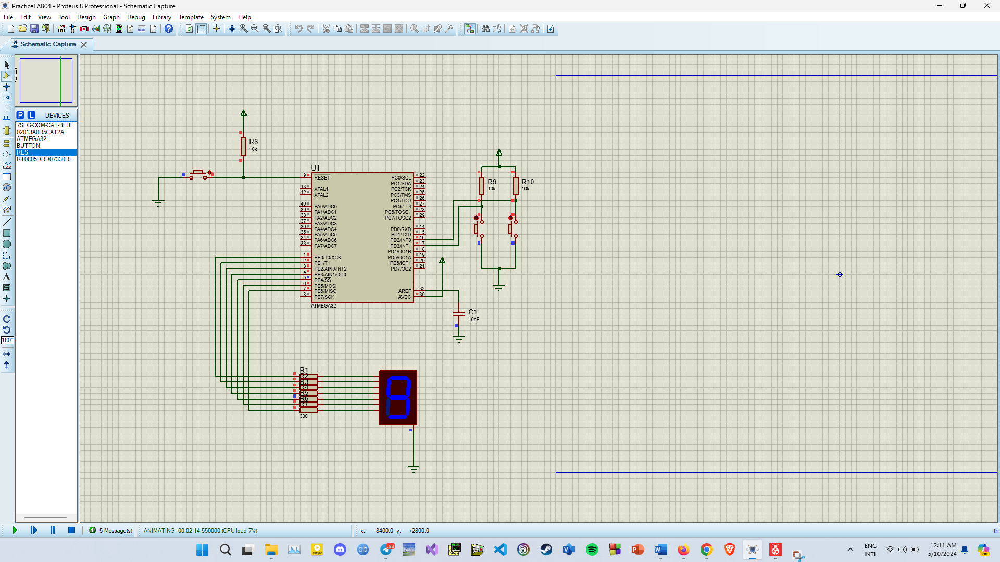 PracticeLAB04 - Proteus 8 Professional - Schematic Capture
File Edit View Tool Design Graph Debug Library Template System Help
Schematic Capture
LBL
P L DEVICES
7SEG-COM-CAT-BLUE
02013A0R5CAT2A
ATMEGA32
BUTTON
RES
RT0805DRD07330RL
A
S
180°
R8
10k
U1
9 RESET
13 XTAL1
12 XTAL2
40 PA0/ADC0
39 PA1/ADC1
38 PA2/ADC2
37 PA3/ADC3
36 PA4/ADC4
35 PA5/ADC5
34 PA6/ADC6
33 PA7/ADC7
1 PB0/T0/XCK
2 PB1/T1
3 PB2/AIN0/INT2
4 PB3/AIN1/OC0
5 PB4/SS
6 PB5/MOSI
7 PB6/MISO
8 PB7/SCK
PC0/SCL 22
PC1/SDA 23
PC2/TCK 24
PC3/TMS 25
PC4/TDO 26
PC5/TDI 27
PC6/TOSC1 28
PC7/TOSC2 29
PD0/RXD 14
PD1/TXD 15
PD2/INT0 16
PD3/INT1 17
PD4/OC1B 18
PD5/OC1A 19
PD6/ICP1 20
PD7/OC2 21
AREF 32
AVCC 30
ATMEGA32
R9
10k
R10
10k
C1
10nF
R1
R2
R3
R4
R5
R6
R7
330
5 Message(s)
ANIMATING: 00:02:14.550000 (CPU load 7%)
x: -8400.0 y: +2800.0
th
Player
qb
83
ENG
INTL
12:11 AM
5/10/2024
PRE